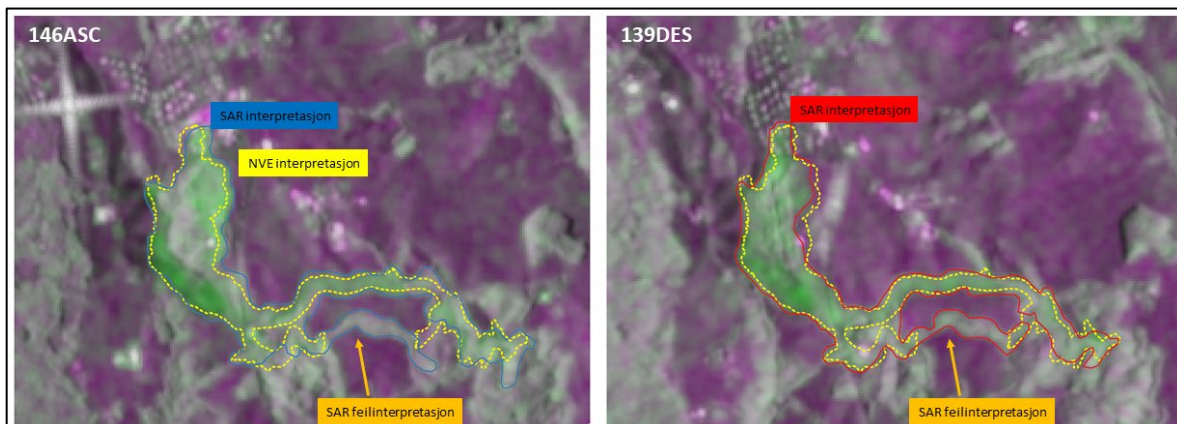 146ASC
SAR interpretasjon
NVE interpretasjon
SAR feilinterpretasjon
139DES
SAR interpretasjon
SAR feilinterpretasjon